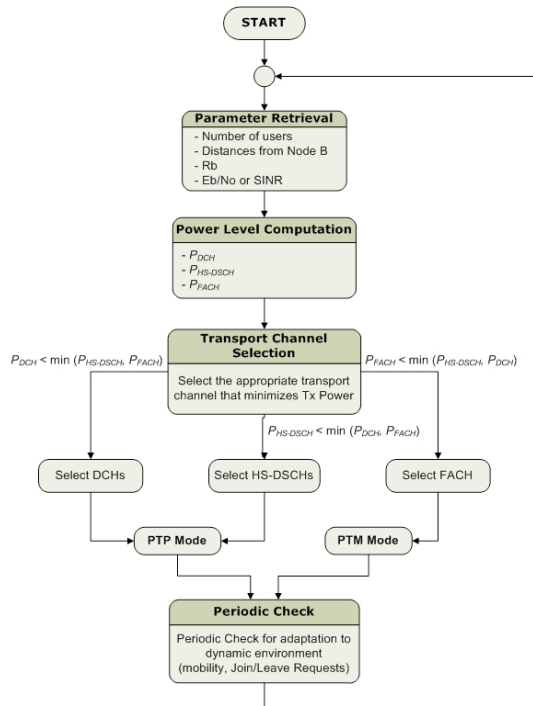 START
Parameter Retrieval
- Number of users
- Distances from Node B
- Rb
- Eb/No or SINR
Power Level Computation
- PDCH
- PHS-DSCH
- PFACH
Transport Channel
Selection
Select the appropriate transport
channel that minimizes Tx Power
PDCH < min (PHS-DSCH, PFACH)
PFACH < min (PHS-DSCH, PDCH)
PHS-DSCH < min (PDCH, PFACH)
Select DCHs
Select HS-DSCHs
Select FACH
PTP Mode
PTM Mode
Periodic Check
Periodic Check for adaptation to
dynamic environment
(mobility, Join/Leave Requests)